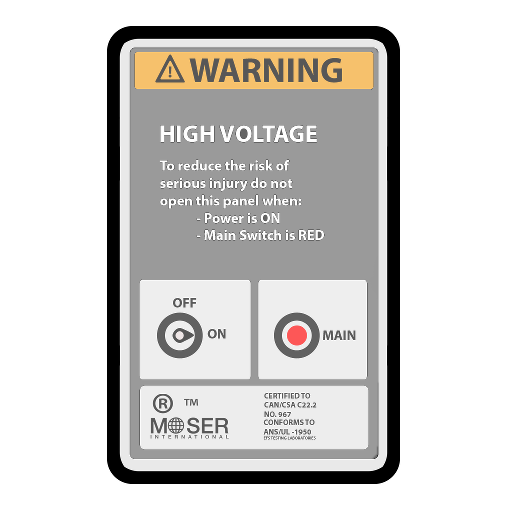 WARNING
HIGH VOLTAGE
To reduce the risk of
serious injury do not
open this panel when:
- Power is ON
- Main Switch is RED
OFF
ON
MAIN
® TM
MOSER
INTERNATIONAL
CERTIFIED TO
CAN/CSA C22.2
NO. 967
CONFORMS TO
ANS/UL -1950
EFS TESTING LABORATORIES